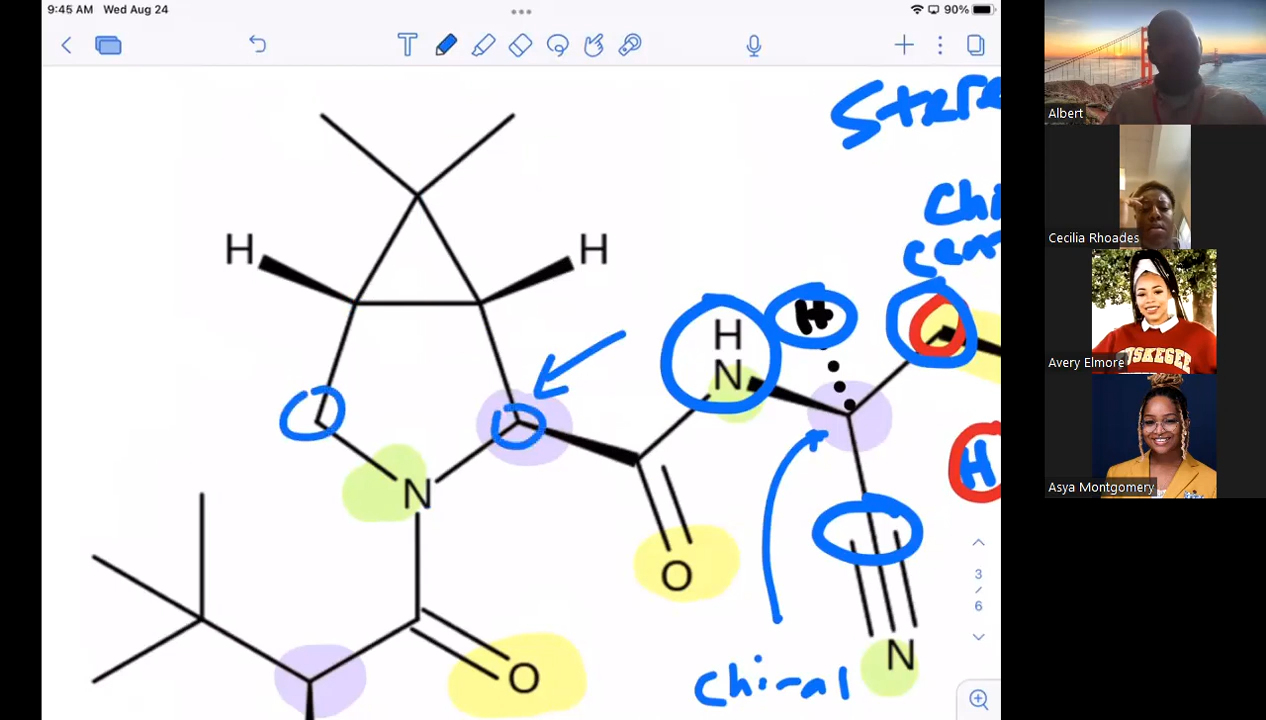 9:45 AM Wed Aug 24
90%
T
Albert
Cecilia Rhoades
Avery Elmore
Asya Montgomery
H
H
H
N
H
N
O
H
O
N
chiral
3
/
6